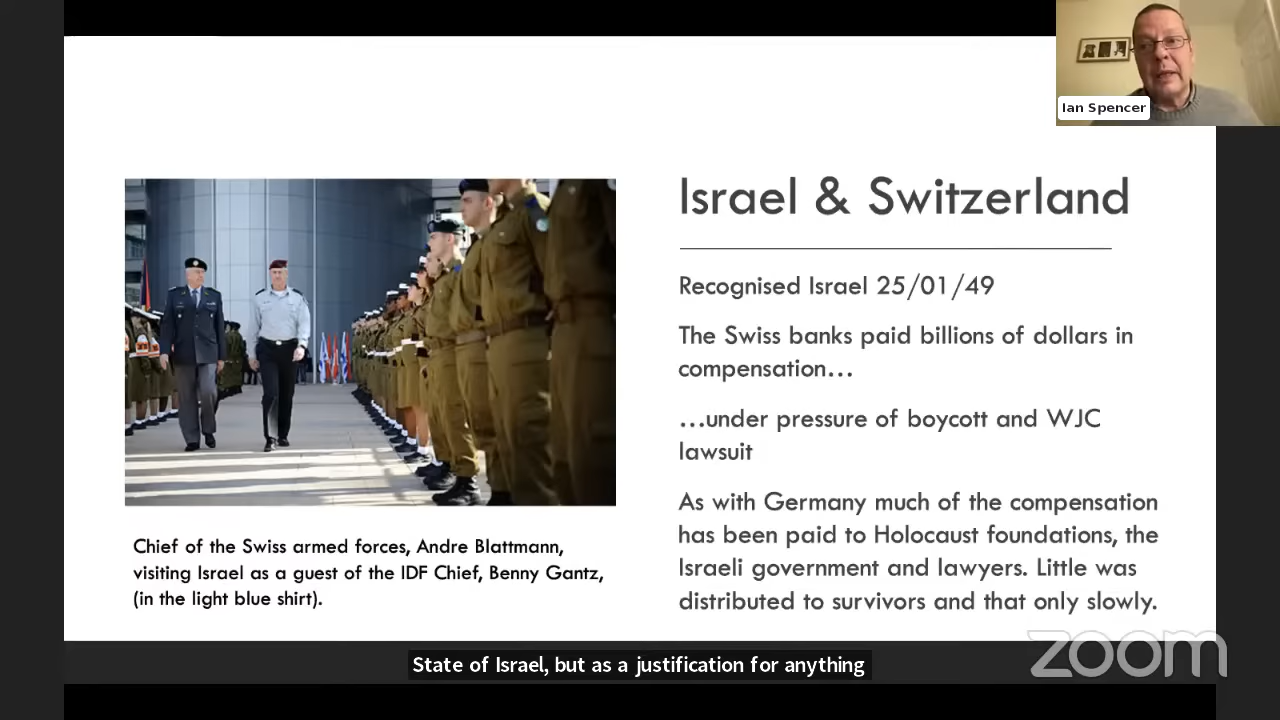 Ian Spencer
Israel & Switzerland
Recognised Israel 25/01/49
The Swiss banks paid billions of dollars in
compensation…
…under pressure of boycott and WJC
lawsuit
As with Germany much of the compensation
has been paid to Holocaust foundations, the
Israeli government and lawyers. Little was
distributed to survivors and that only slowly.
Chief of the Swiss armed forces, Andre Blattmann,
visiting Israel as a guest of the IDF Chief, Benny Gantz,
(in the light blue shirt).
zoom
State of Israel, but as a justification for anything